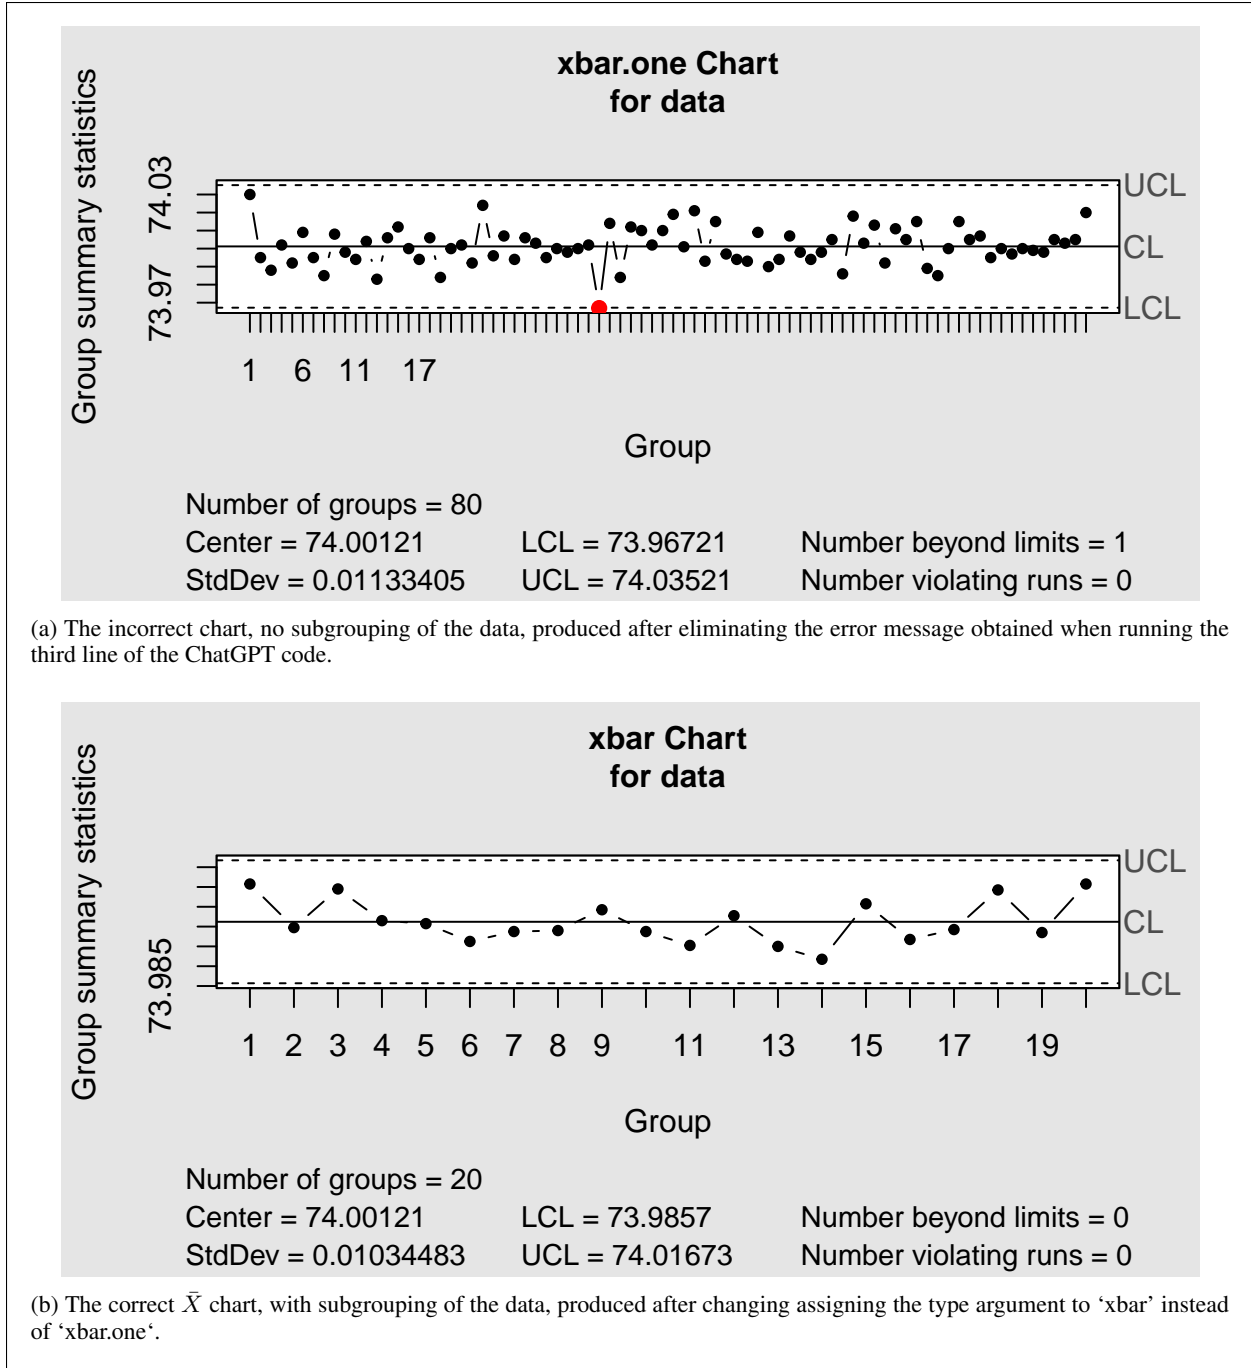 xbar.one Chart
for data
Group summary statistics
74.03
73.97
UCL
CL
LCL
1 6 11 17
Group
Number of groups = 80
Center = 74.00121 LCL = 73.96721 Number beyond limits = 1
StdDev = 0.01133405 UCL = 74.03521 Number violating runs = 0
(a) The incorrect chart, no subgrouping of the data, produced after eliminating the error message obtained when running the
third line of the ChatGPT code.
xbar Chart
for data
Group summary statistics
73.985
UCL
CL
LCL
1 2 3 4 5 6 7 8 9 11 13 15 17 19
Group
Number of groups = 20
Center = 74.00121 LCL = 73.9857 Number beyond limits = 0
StdDev = 0.01034483 UCL = 74.01673 Number violating runs = 0
(b) The correct X̄ chart, with subgrouping of the data, produced after changing assigning the type argument to ‘xbar’ instead
of ‘xbar.one‘.